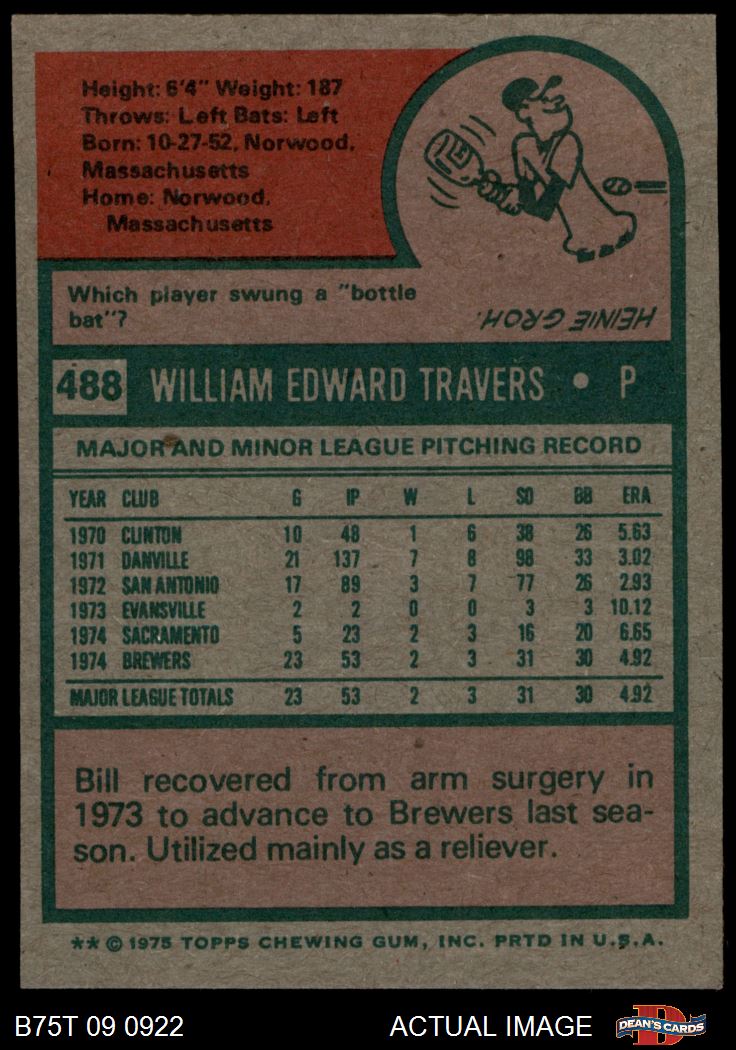 Height: 6'4" Weight: 187
Throws: Left Bats: Left
Born: 10-27-52, Norwood,
Massachusetts
Home: Norwood,
Massachusetts
Which player swung a "bottle
bat"?
HEINIE GROH.
488 WILLIAM EDWARD TRAVERS • P
MAJOR AND MINOR LEAGUE PITCHING RECORD
YEAR CLUB G IP W L SO BB ERA
1970 CLINTON 10 48 1 6 38 26 5.63
1971 DANVILLE 21 137 7 8 98 33 3.02
1972 SAN ANTONIO 17 89 3 7 77 26 2.93
1973 EVANSVILLE 2 2 0 0 3 3 10.12
1974 SACRAMENTO 5 23 2 3 16 20 6.65
1974 BREWERS 23 53 2 3 31 30 4.92
MAJOR LEAGUE TOTALS 23 53 2 3 31 30 4.92
Bill recovered from arm surgery in
1973 to advance to Brewers last sea-
son. Utilized mainly as a reliever.
** © 1975 TOPPS CHEWING GUM, INC. PRTD IN U.S.A.
B75T 09 0922 ACTUAL IMAGE DEAN'S CARDS